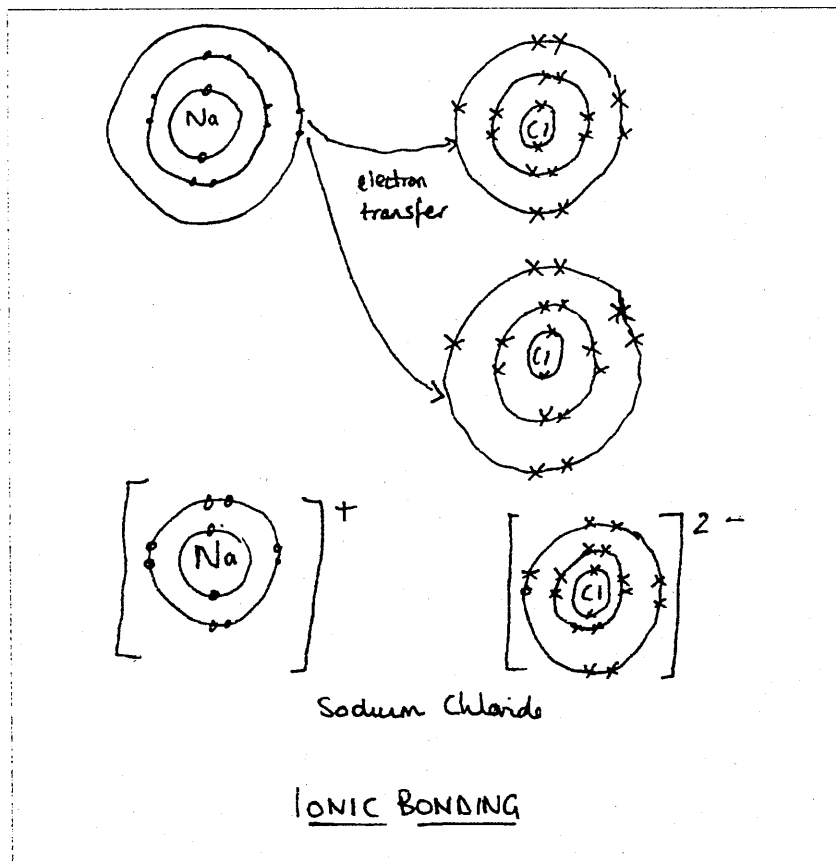 Na
Cl
electron
transfer
Cl
Na
+
Cl
2 -
Sodium Chloride
IONIC BONDING